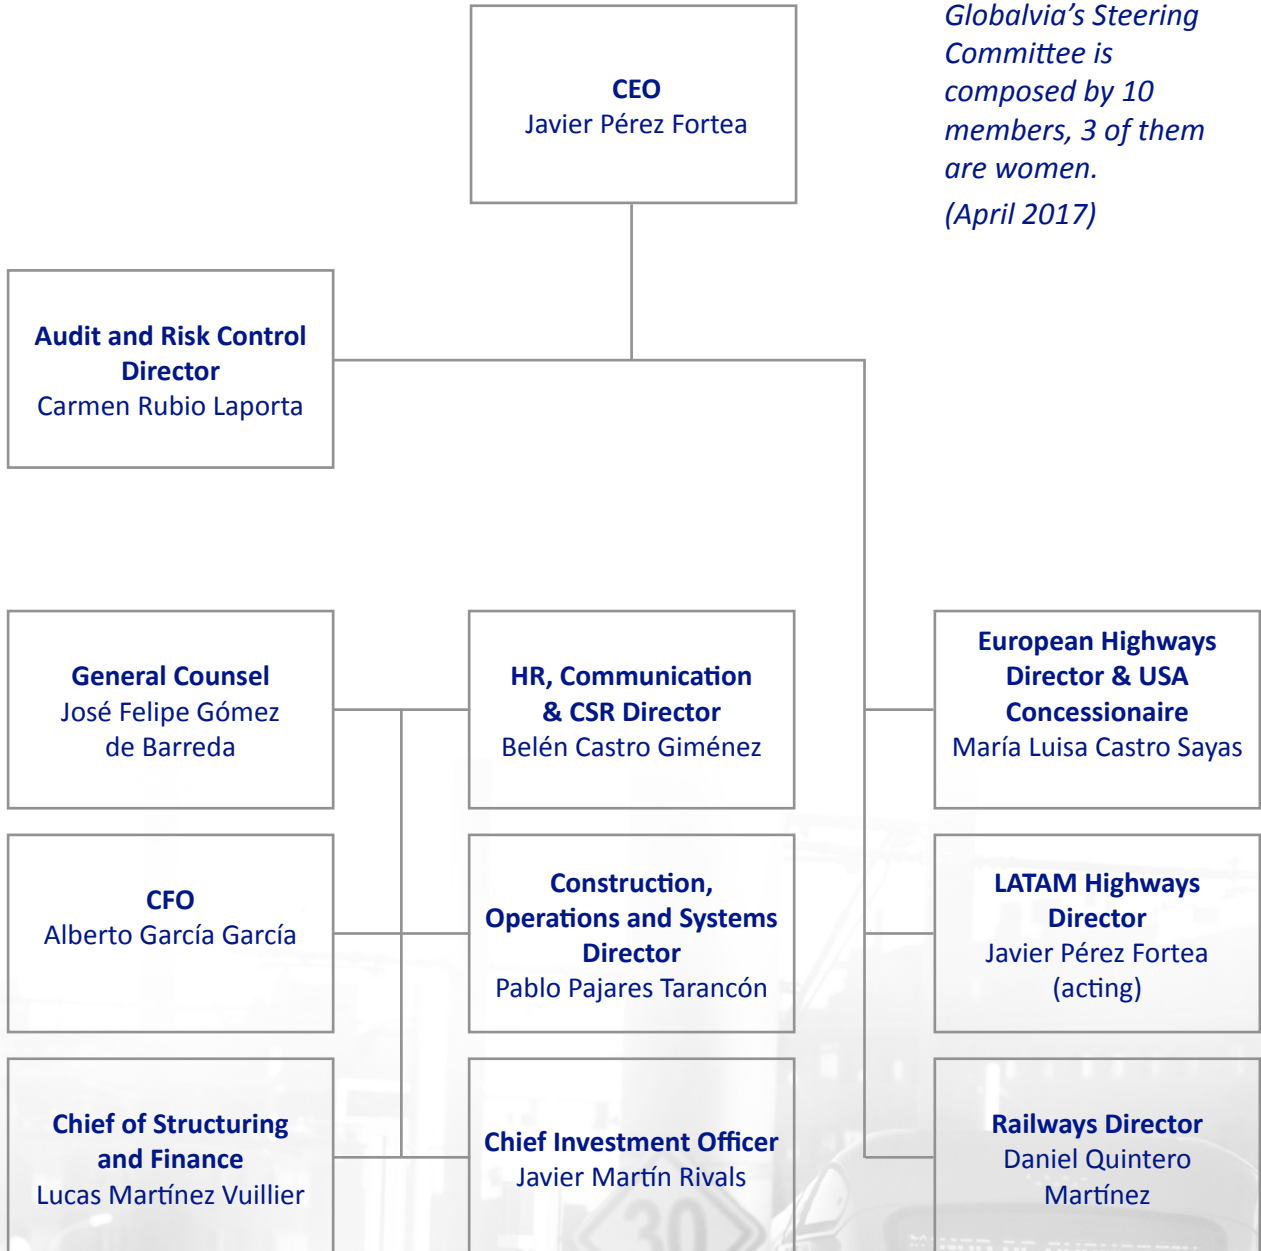 Globalvia’s Steering
Committee is
composed by 10
members, 3 of them
are women.
(April 2017)
CEO
Javier Pérez Fortea
Audit and Risk Control
Director
Carmen Rubio Laporta
General Counsel
José Felipe Gómez
de Barreda
HR, Communication
& CSR Director
Belén Castro Giménez
European Highways
Director & USA
Concessionaire
María Luisa Castro Sayas
CFO
Alberto García García
Construction,
Operations and Systems
Director
Pablo Pajares Tarancón
LATAM Highways
Director
Javier Pérez Fortea
(acting)
Chief of Structuring
and Finance
Lucas Martínez Vuillier
Chief Investment Officer
Javier Martín Rivals
Railways Director
Daniel Quintero
Martínez
30